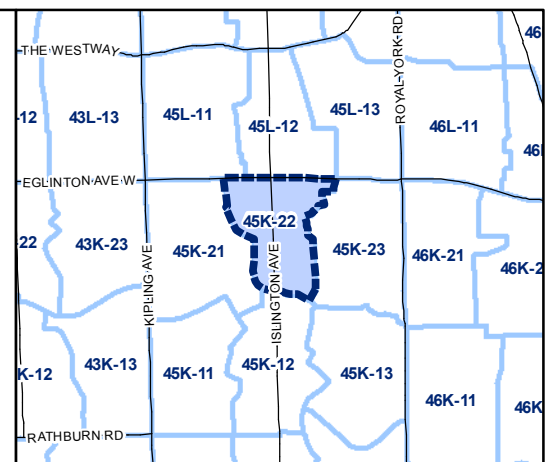 46
THE WESTWAY
ROYAL YORK RD
-12
43L-13
45L-11
45L-12
45L-13
46L-11
46
EGLINTON AVE W
22
43K-23
KIPLING AVE
45K-21
45K-22
ISLINGTON AVE
45K-23
46K-21
46K-2
K-12
43K-13
45K-11
45K-12
45K-13
46K-11
46K
RATHBURN RD